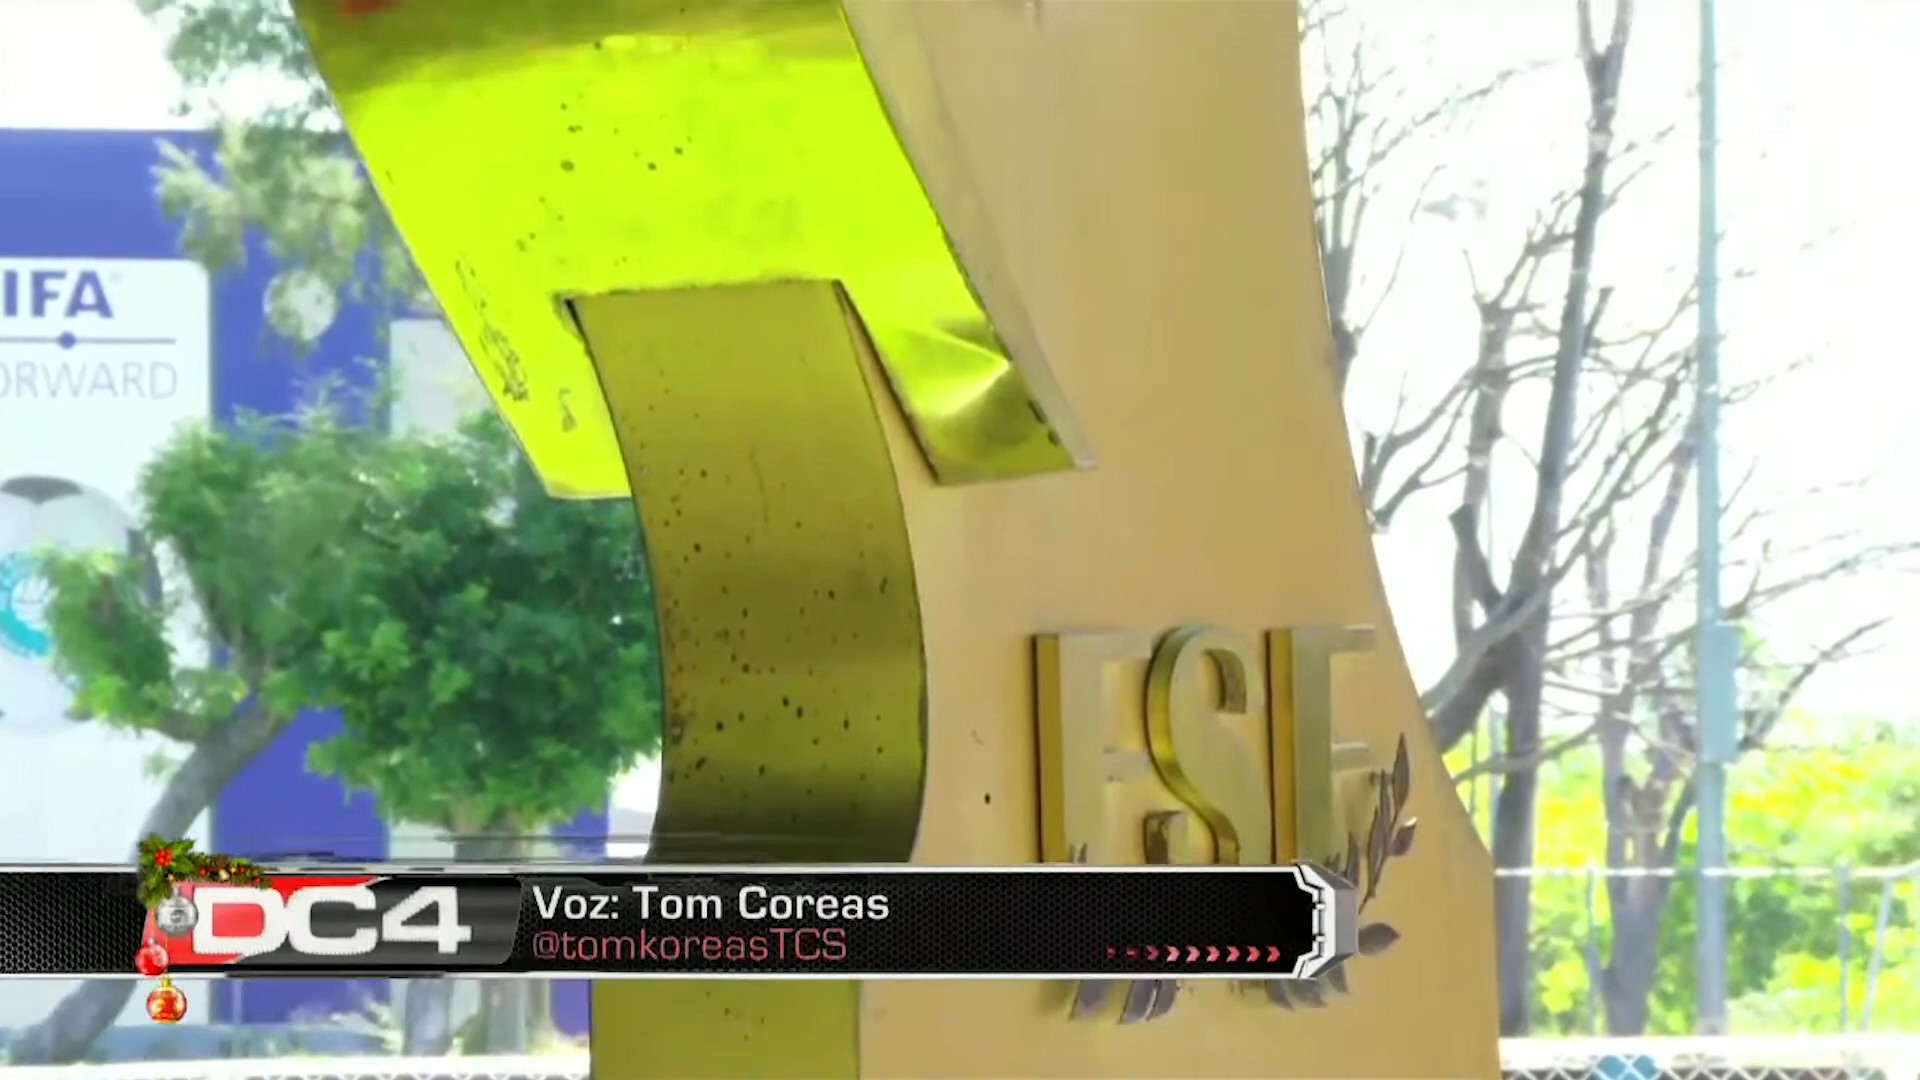 IFA
ORWARD
FSF
DC4
Voz: Tom Coreas
@tomkoreasTCS